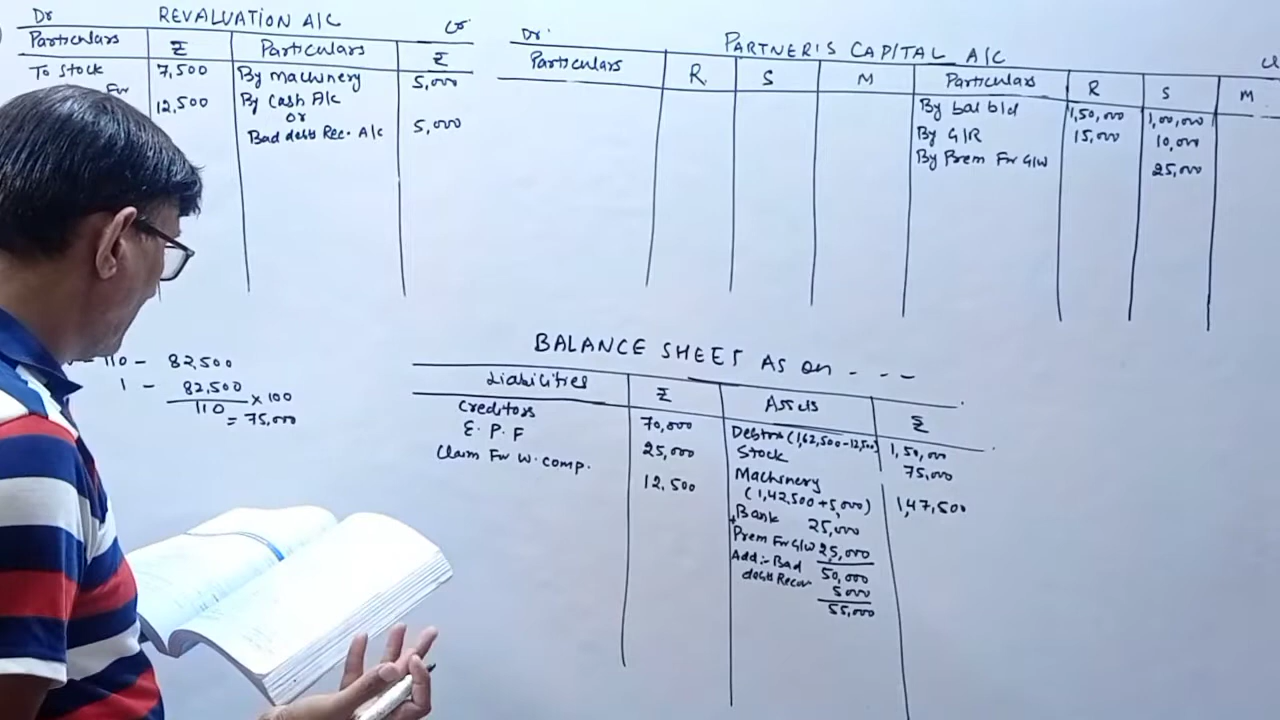 Dr REVALUATION A/C Cr
Particulars ₹ Particulars ₹
To Stock 7,500 By machinery 5,000
Fw 12,500 By Cash A/c
or
Bad debts Rec. A/c 5,000
Dr. PARTNER'S CAPITAL A/C
Particulars R S M Particulars R S M
By bal b/d 1,50,000 1,00,000
By G/R 15,000 10,000
By Prem Fw G/W 25,000
110 - 82,500
1 - 82,500 × 100
110
= 75,000
BALANCE SHEET AS on - - -
Liabilities ₹ Assets ₹
Creditors 70,000 Debtors (1,62,500-12,500) 1,50,000
E. P. F 25,000 Stock 75,000
Claim Fw W. Comp. 12,500 Machinery
(1,42,500+5,000) 1,47,500
Bank 25,000
+ Prem Fw G/W 25,000
Add:- Bad 50,000
debts Recov 5000
55,000